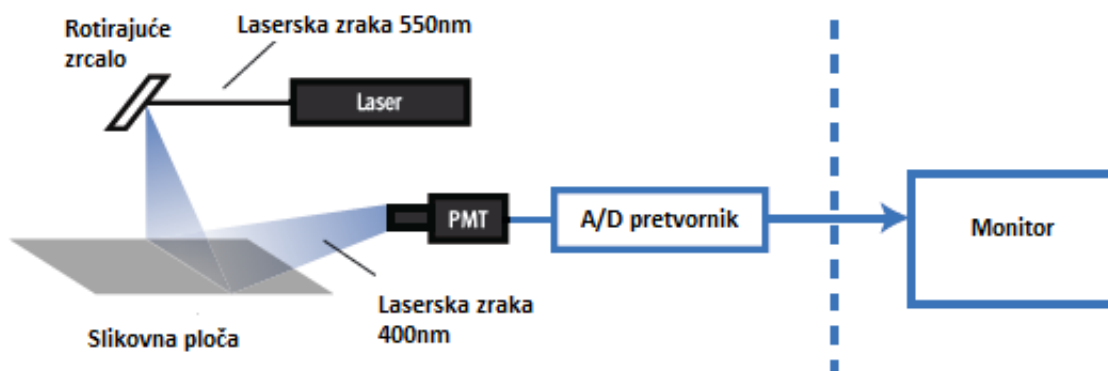 Laserska zraka 550nm
Rotirajuće
zrcalo
Laser
PMT
A/D pretvornik
Monitor
Laserska zraka
400nm
Slikovna ploča